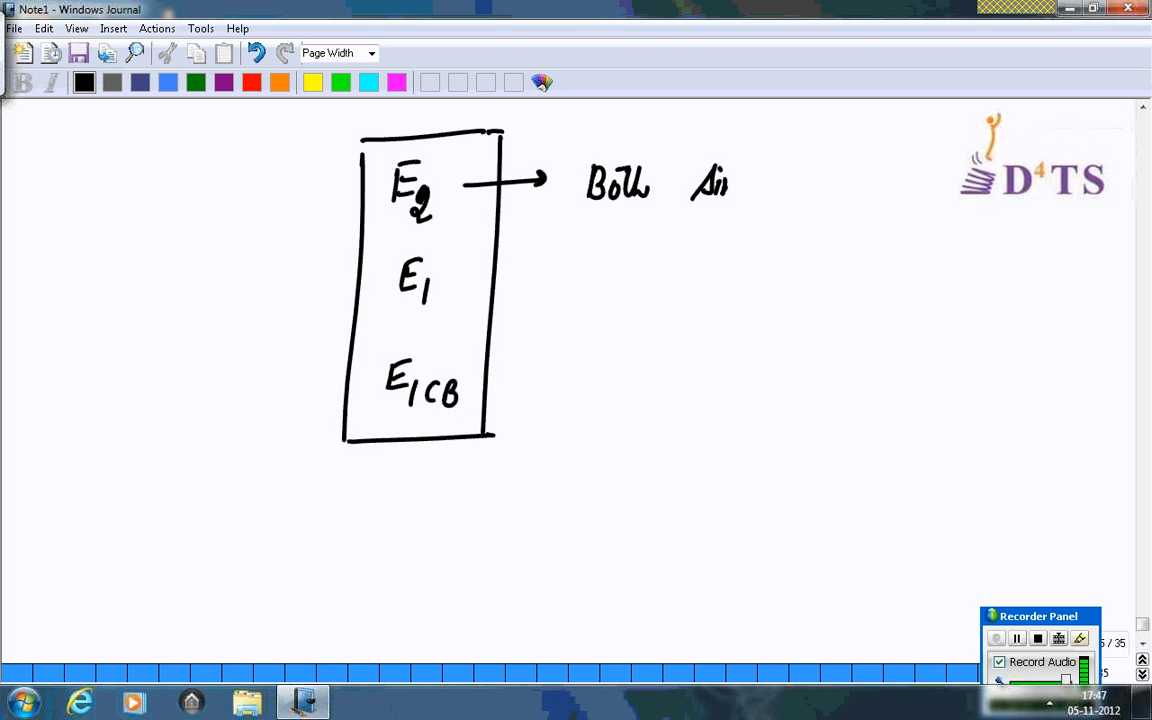 Note1 - Windows Journal
File Edit View Insert Actions Tools Help
Page Width
B I
E2 → Both
E1
E1CB
D4TS
Recorder Panel
/ 35
Record Audio
17:47
05-11-2012